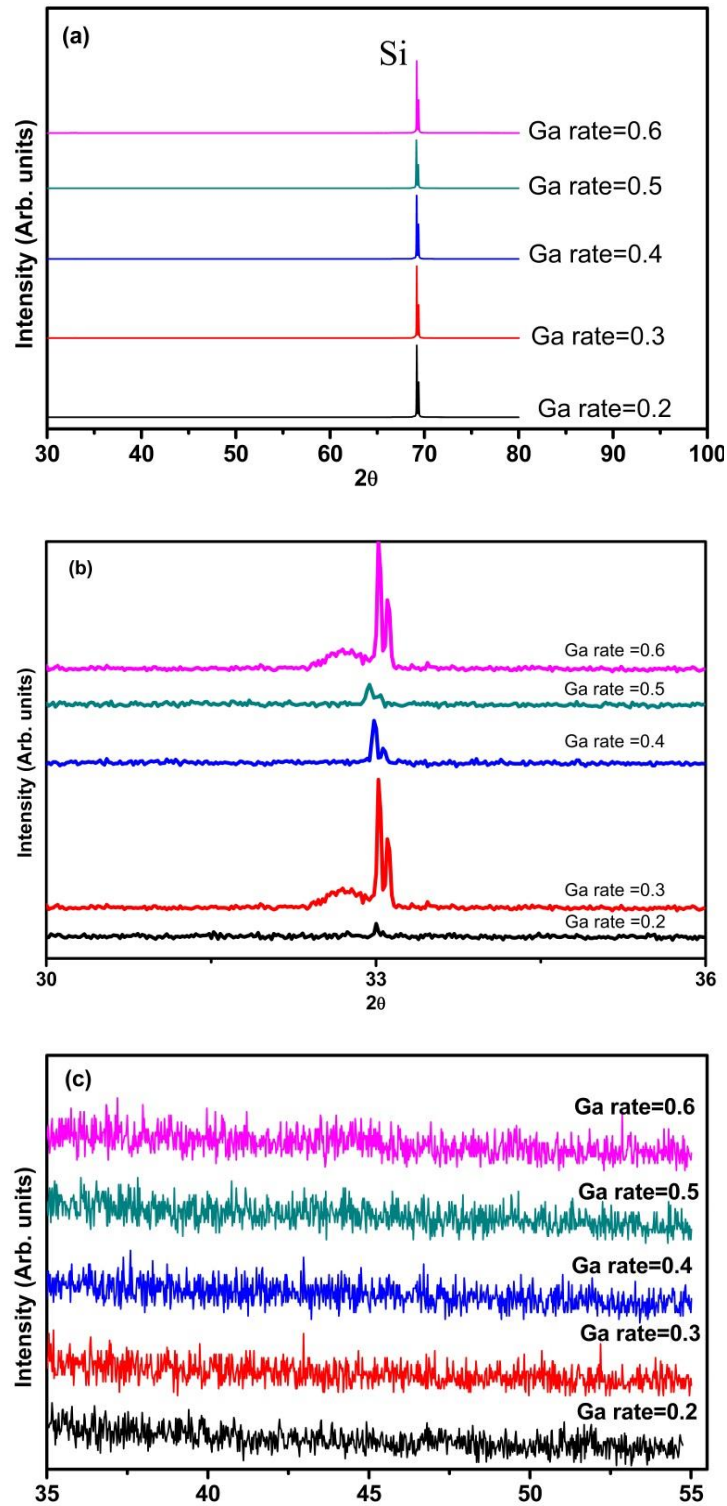 (a)
Si
Ga rate=0.6
Ga rate=0.5
Ga rate=0.4
Ga rate=0.3
Ga rate=0.2
Intensity (Arb. units)
30 40 50 60 70 80 90 100
2θ
(b)
Ga rate =0.6
Ga rate =0.5
Ga rate =0.4
Ga rate =0.3
Ga rate =0.2
Intensity (Arb. units)
30 33 36
2θ
(c)
Ga rate=0.6
Ga rate=0.5
Ga rate=0.4
Ga rate=0.3
Ga rate=0.2
Intensity (Arb. units)
35 40 45 50 55